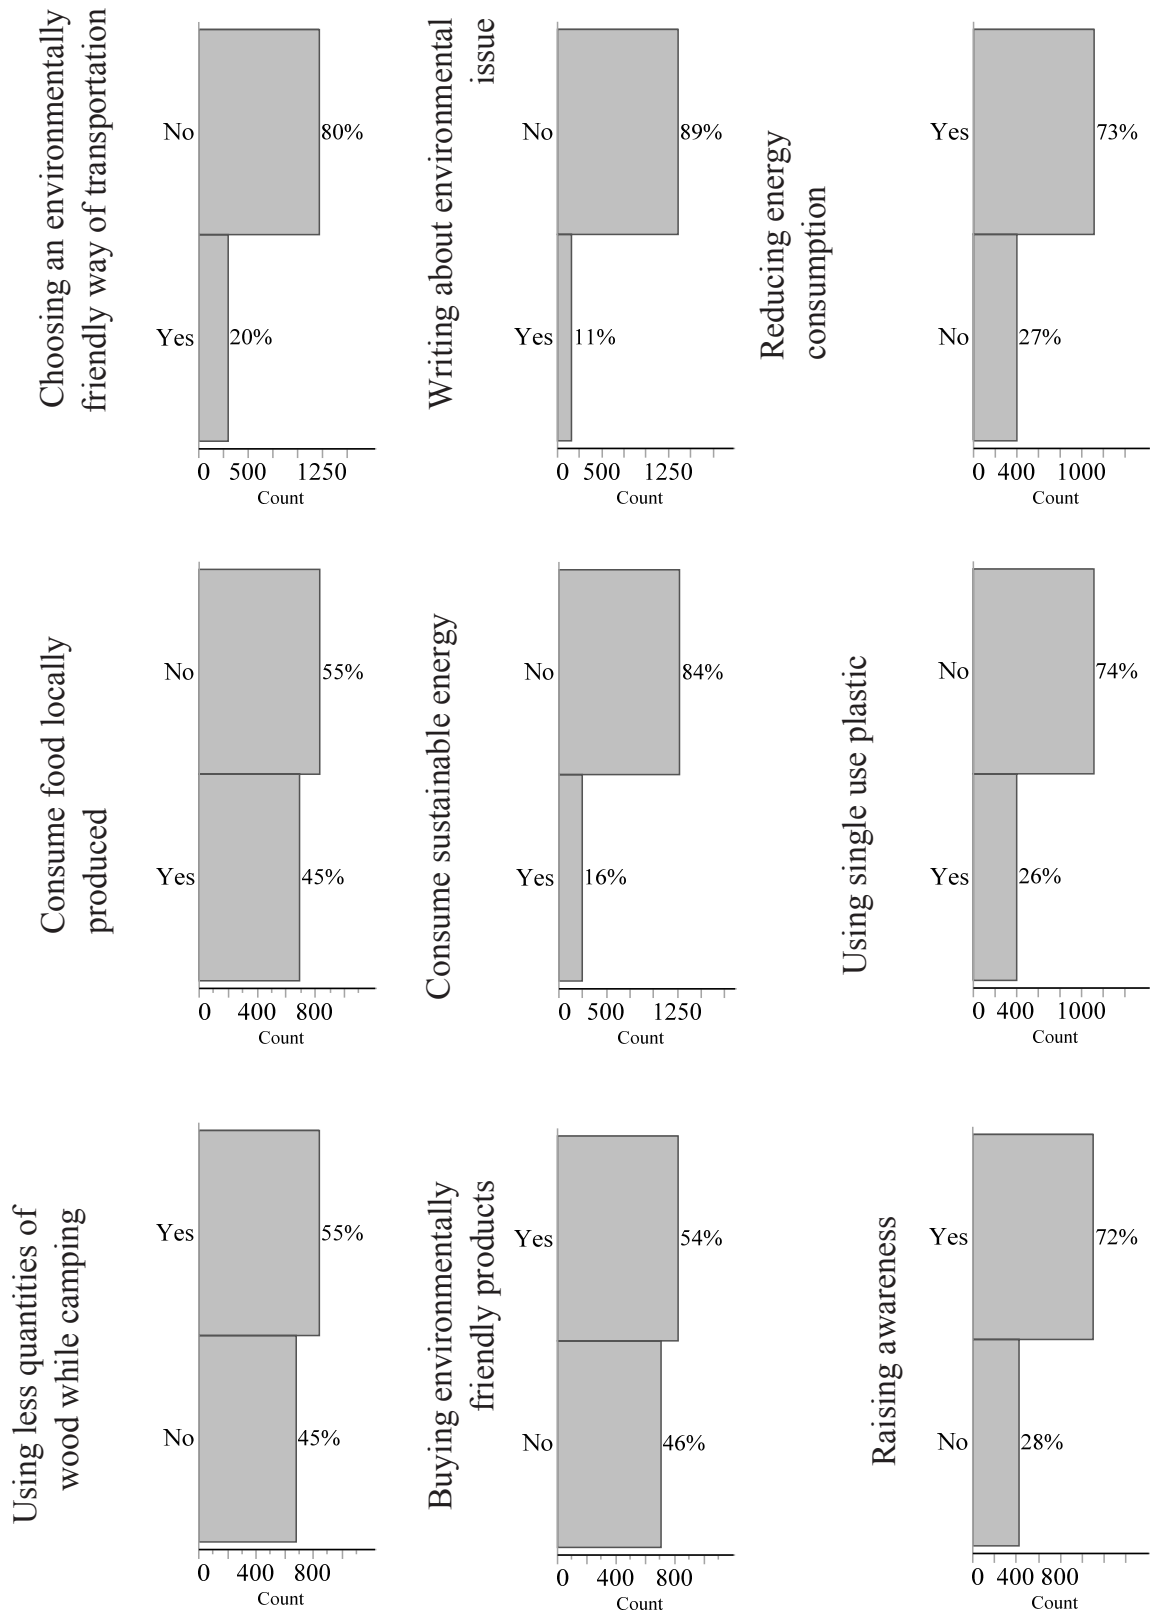 Choosing an environmentally
friendly way of transportation
No
80%
Yes
20%
0 500 1250
Count
Writing about environmental
issue
No
89%
Yes
11%
0 500 1250
Count
Reducing energy
consumption
Yes
73%
No
27%
0 400 1000
Count
Consume food locally
produced
No
55%
Yes
45%
0 400 800
Count
Consume sustainable energy
No
84%
Yes
16%
0 500 1250
Count
Using single use plastic
No
74%
Yes
26%
0 400 1000
Count
Using less quantities of
wood while camping
Yes
55%
No
45%
0 400 800
Count
Buying environmentally
friendly products
Yes
54%
No
46%
0 400 800
Count
Raising awareness
Yes
72%
No
28%
0 400 800
Count